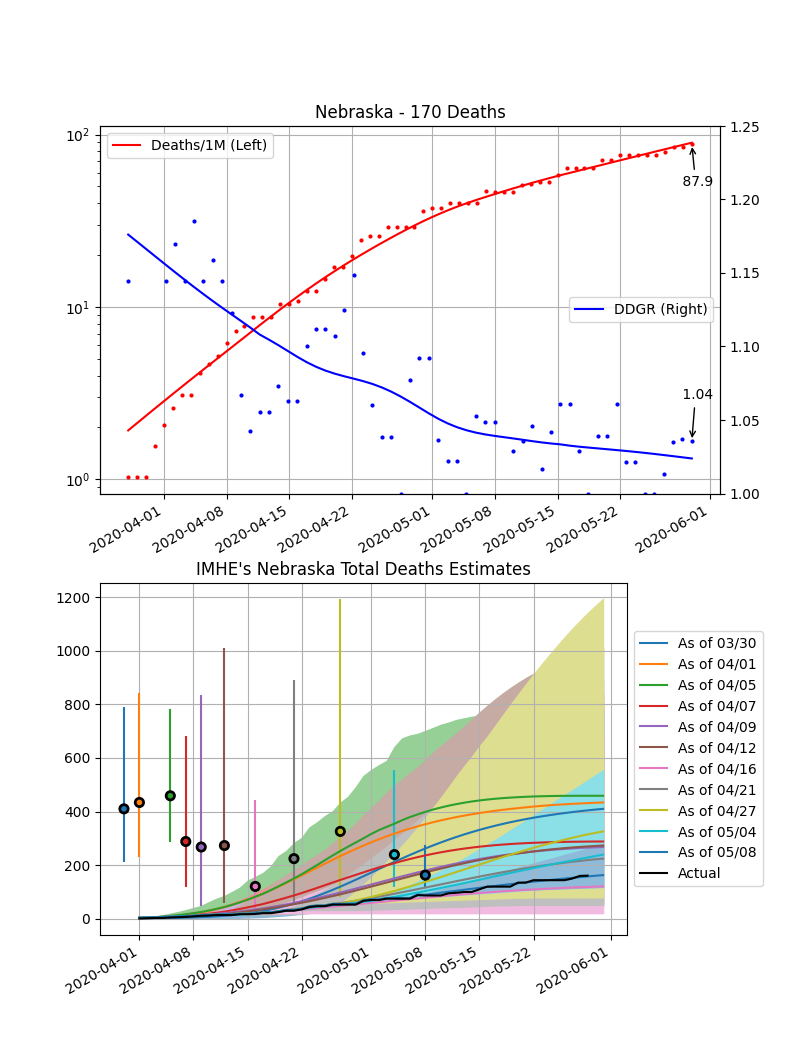 Nebraska - 170 Deaths
Deaths/1M (Left)
DDGR (Right)
87.9
1.04
10²
10¹
10⁰
1.25
1.20
1.15
1.10
1.05
1.00
2020-04-01
2020-04-08
2020-04-15
2020-04-22
2020-05-01
2020-05-08
2020-05-15
2020-05-22
2020-06-01
IMHE's Nebraska Total Deaths Estimates
1200
1000
800
600
400
200
0
2020-04-01
2020-04-08
2020-04-15
2020-04-22
2020-05-01
2020-05-08
2020-05-15
2020-05-22
2020-06-01
As of 03/30
As of 04/01
As of 04/05
As of 04/07
As of 04/09
As of 04/12
As of 04/16
As of 04/21
As of 04/27
As of 05/04
As of 05/08
Actual